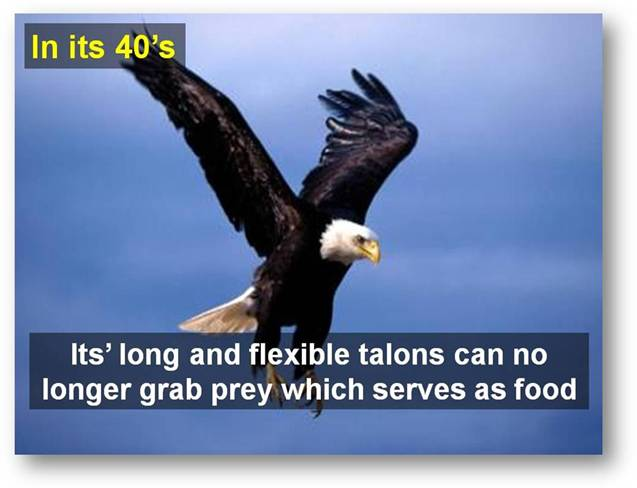 In its 40's
Its' long and flexible talons can no
longer grab prey which serves as food